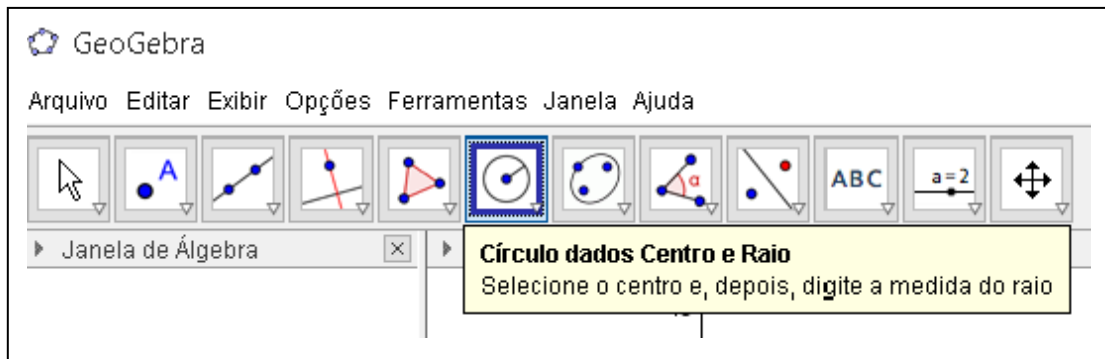 GeoGebra
Arquivo Editar Exibir Opções Ferramentas Janela Ajuda
A
α
ABC
a=2
Janela de Álgebra
Círculo dados Centro e Raio
Selecione o centro e, depois, digite a medida do raio